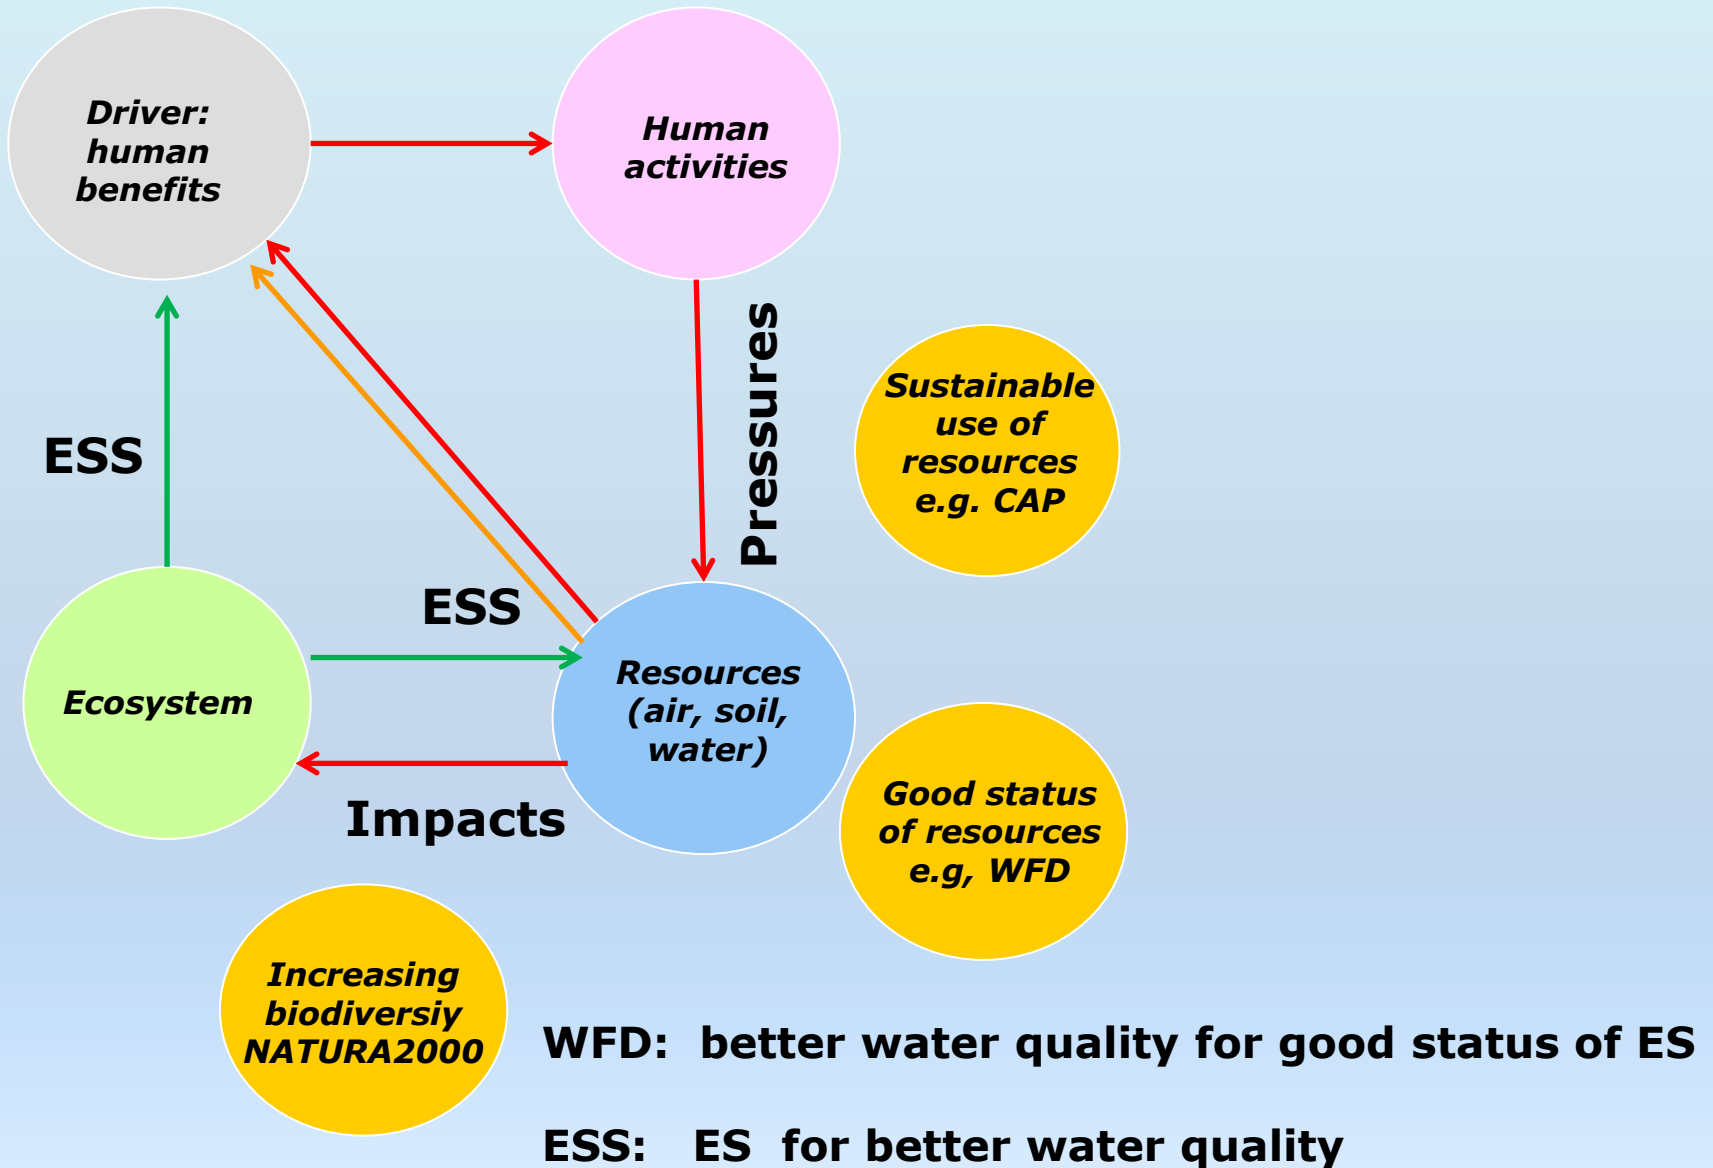 Driver:
human
benefits
Human
activities
Pressures
Sustainable
use of
resources
e.g. CAP
ESS
ESS
Ecosystem
Resources
(air, soil,
water)
Impacts
Good status
of resources
e.g, WFD
Increasing
biodiversiy
NATURA2000
WFD: better water quality for good status of ES
ESS: ES for better water quality